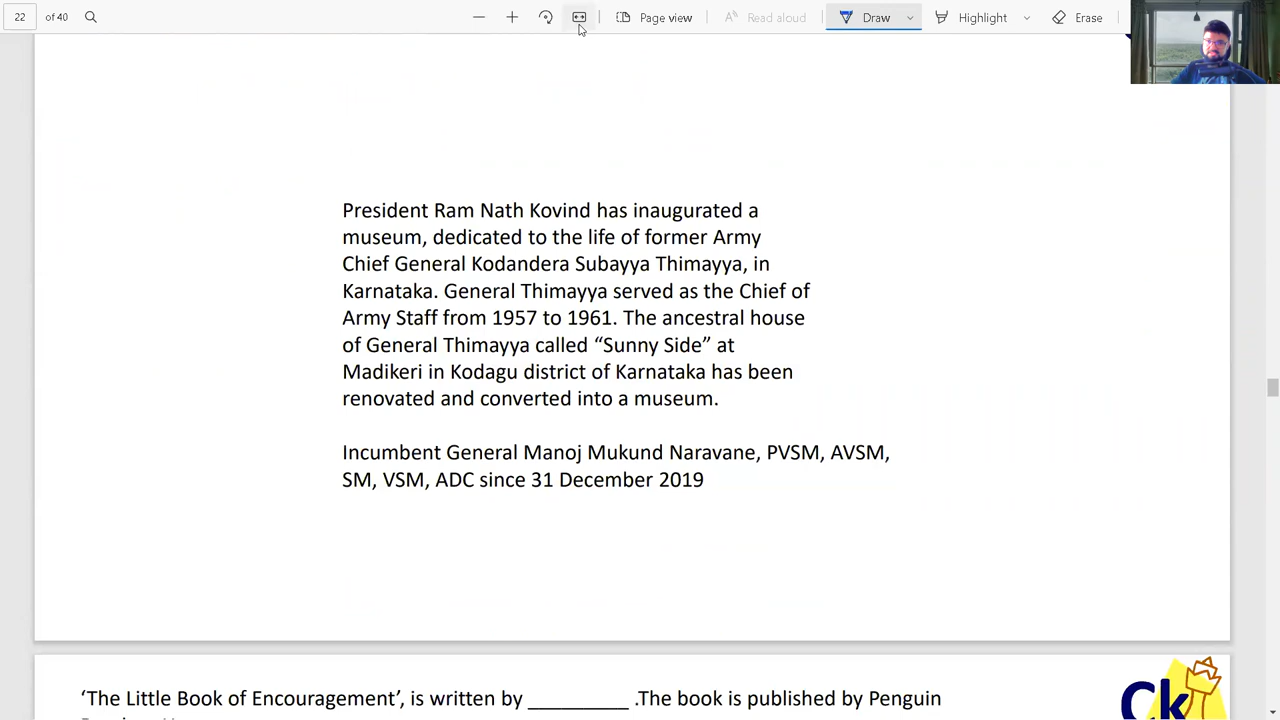 22 of 40 Page view Read aloud Draw Highlight Erase
President Ram Nath Kovind has inaugurated a
museum, dedicated to the life of former Army
Chief General Kodandera Subayya Thimayya, in
Karnataka. General Thimayya served as the Chief of
Army Staff from 1957 to 1961. The ancestral house
of General Thimayya called “Sunny Side” at
Madikeri in Kodagu district of Karnataka has been
renovated and converted into a museum.
Incumbent General Manoj Mukund Naravane, PVSM, AVSM,
SM, VSM, ADC since 31 December 2019
‘The Little Book of Encouragement’, is written by _________ .The book is published by Penguin
Ck